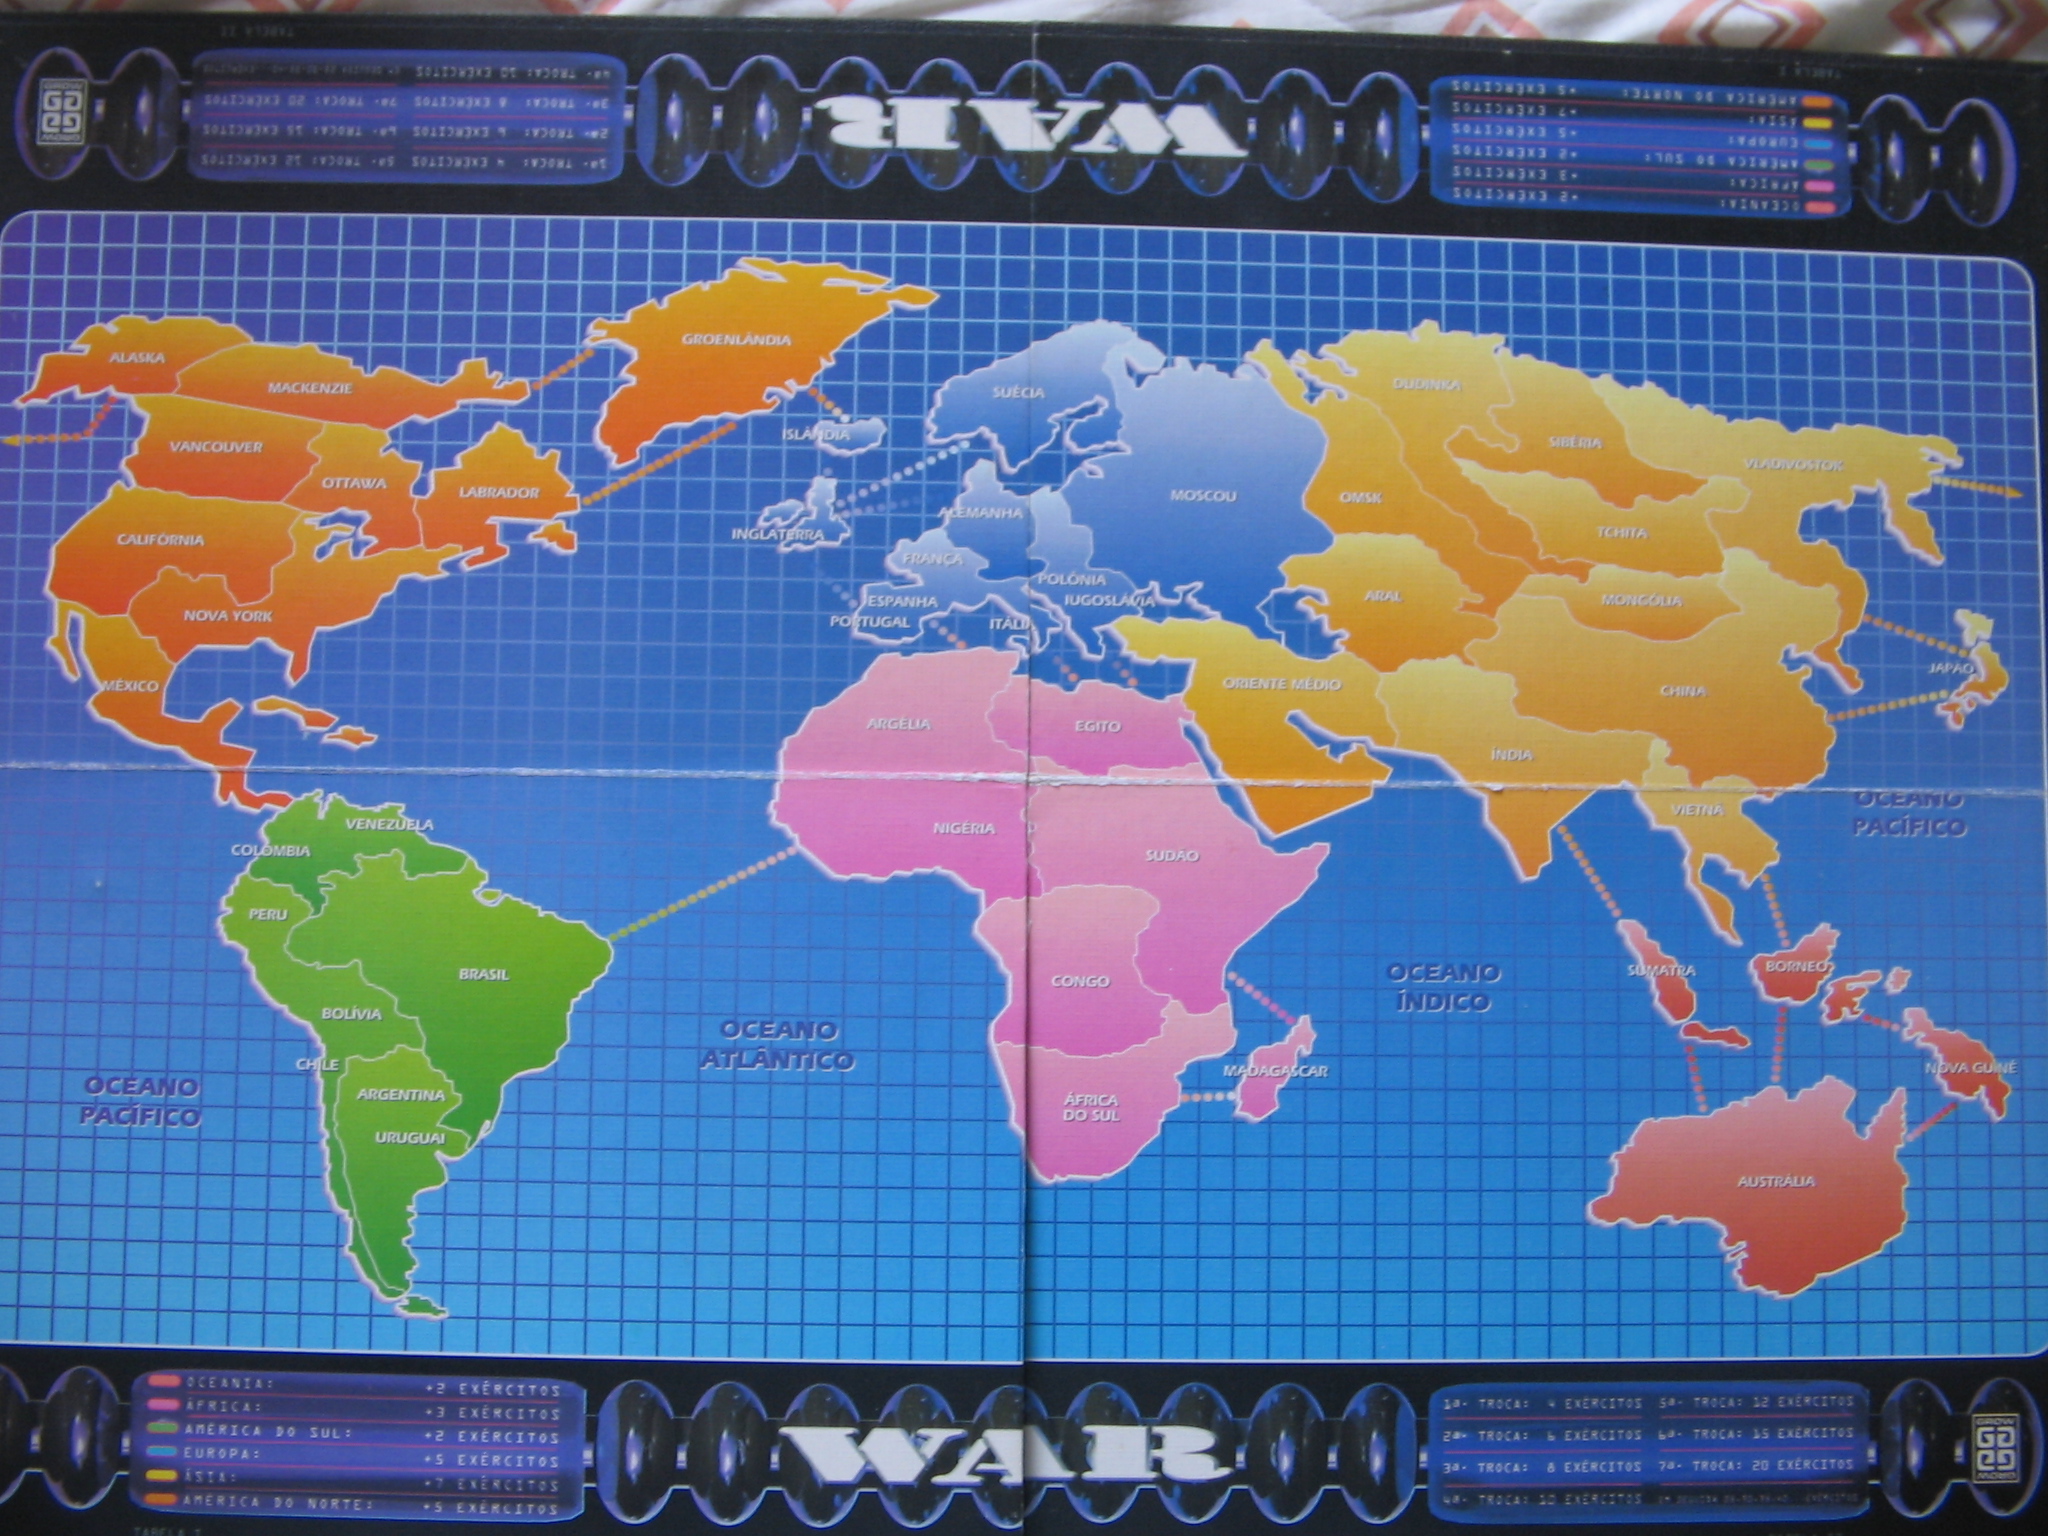 TABELA II
TABELA I
GROW
GROW
4ª- TROCA: 10 EXÉRCITOS
3ª- TROCA: 8 EXÉRCITOS 7ª- TROCA: 20 EXÉRCITOS
2ª- TROCA: 6 EXÉRCITOS 6ª- TROCA: 15 EXÉRCITOS
1ª- TROCA: 4 EXÉRCITOS 5ª- TROCA: 12 EXÉRCITOS
WAR
AMÉRICA DO NORTE: +5 EXÉRCITOS
ÁSIA: +7 EXÉRCITOS
EUROPA: +5 EXÉRCITOS
AMÉRICA DO SUL: +2 EXÉRCITOS
ÁFRICA: +3 EXÉRCITOS
OCEANIA: +2 EXÉRCITOS
GROENLÂNDIA
ALASKA
MACKENZIE
SUÉCIA
DUDINKA
ISLÂNDIA
VANCOUVER
SIBÉRIA
VLADIVOSTOK
OTTAWA
LABRADOR
MOSCOU
OMSK
ALEMANHA
INGLATERRA
TCHITA
CALIFÓRNIA
FRANÇA
POLÔNIA
ARAL
MONGÓLIA
ESPANHA
IUGOSLÁVIA
NOVA YORK
PORTUGAL
ITÁLIA
JAPÃO
MÉXICO
ORIENTE MÉDIO
CHINA
ARGÉLIA
EGITO
ÍNDIA
OCEANO
PACÍFICO
VIETNA
VENEZUELA
NIGÉRIA
COLÔMBIA
SUDÃO
PERU
BRASIL
CONGO
OCEANO
ÍNDICO
SUMATRA
BORNEO
BOLÍVIA
OCEANO
ATLÂNTICO
CHILE
MADAGASCAR
NOVA GUINÉ
OCEANO
PACÍFICO
ARGENTINA
ÁFRICA
DO SUL
URUGUAI
AUSTRÁLIA
OCEANIA: +2 EXÉRCITOS
ÁFRICA: +3 EXÉRCITOS
AMÉRICA DO SUL: +2 EXÉRCITOS
EUROPA: +5 EXÉRCITOS
ÁSIA: +7 EXÉRCITOS
AMÉRICA DO NORTE: +5 EXÉRCITOS
TABELA I
WAR
1ª- TROCA: 4 EXÉRCITOS 5ª- TROCA: 12 EXÉRCITOS
2ª- TROCA: 6 EXÉRCITOS 6ª- TROCA: 15 EXÉRCITOS
3ª- TROCA: 8 EXÉRCITOS 7ª- TROCA: 20 EXÉRCITOS
4ª- TROCA: 10 EXÉRCITOS
GROW
GROW